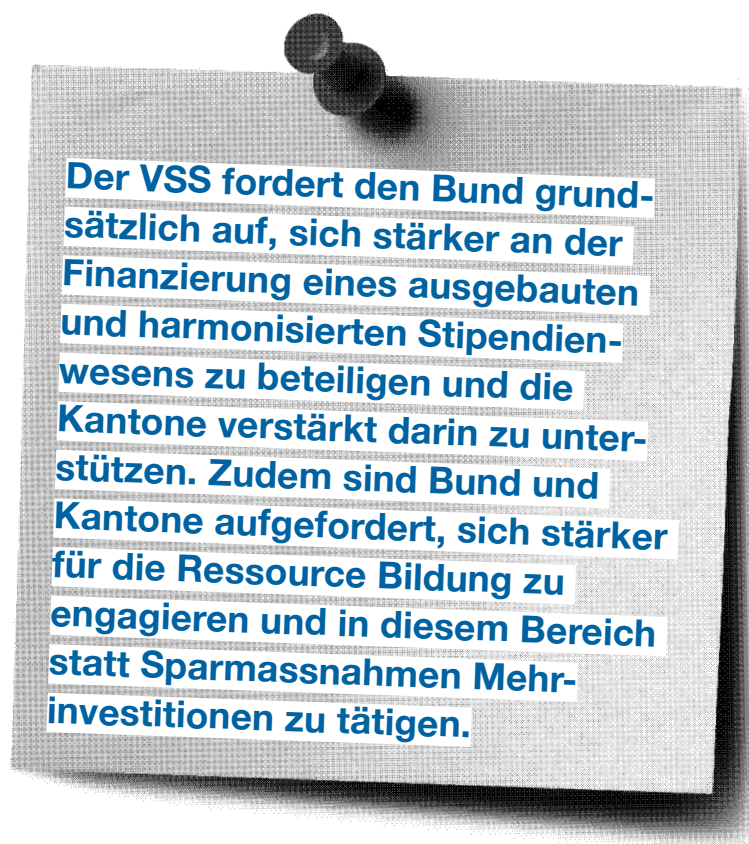 Der VSS fordert den Bund grund-
sätzlich auf, sich stärker an der
Finanzierung eines ausgebauten
und harmonisierten Stipendien-
wesens zu beteiligen und die
Kantone verstärkt darin zu unter-
stützen. Zudem sind Bund und
Kantone aufgefordert, sich stärker
für die Ressource Bildung zu
engagieren und in diesem Bereich
statt Sparmassnahmen Mehr-
investitionen zu tätigen.